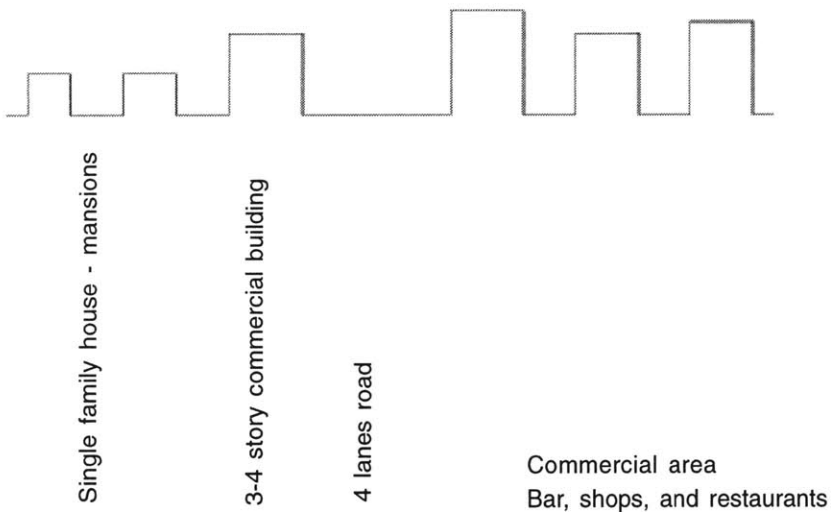 Single family house - mansions
3-4 story commercial building
4 lanes road
Commercial area
Bar, shops, and restaurants